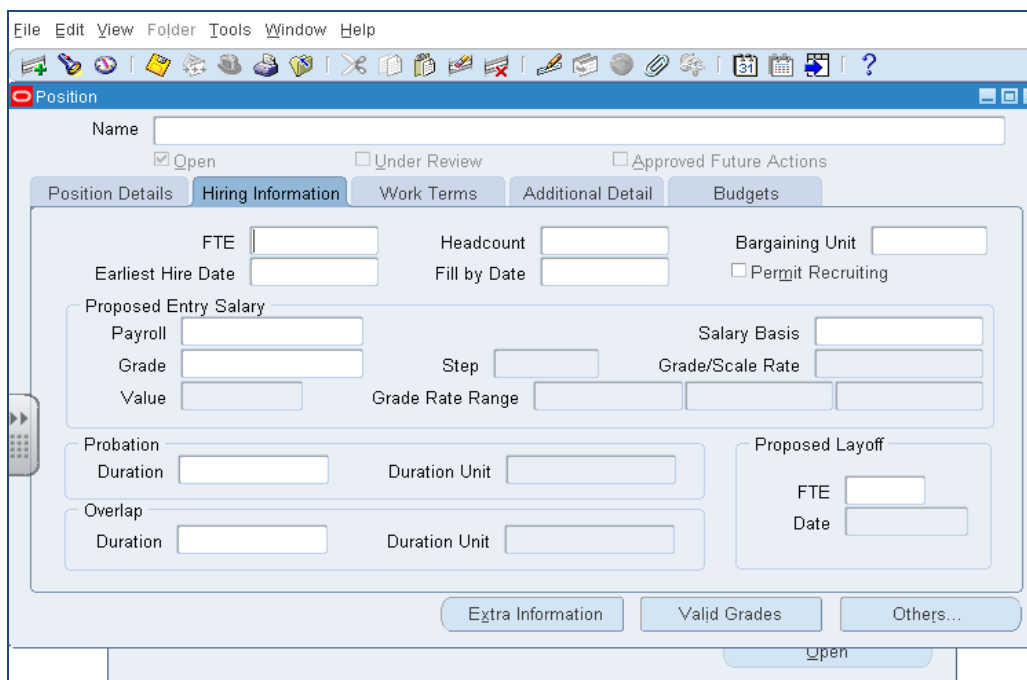 File Edit View Folder Tools Window Help
31 ?
Position
Name
Open Under Review Approved Future Actions
Position Details Hiring Information Work Terms Additional Detail Budgets
FTE Headcount Bargaining Unit
Earliest Hire Date Fill by Date Permit Recruiting
Proposed Entry Salary
Payroll Salary Basis
Grade Step Grade/Scale Rate
Value Grade Rate Range
Probation Proposed Layoff
Duration Duration Unit
FTE
Overlap
Date
Duration Duration Unit
Extra Information Valid Grades Others...
Open